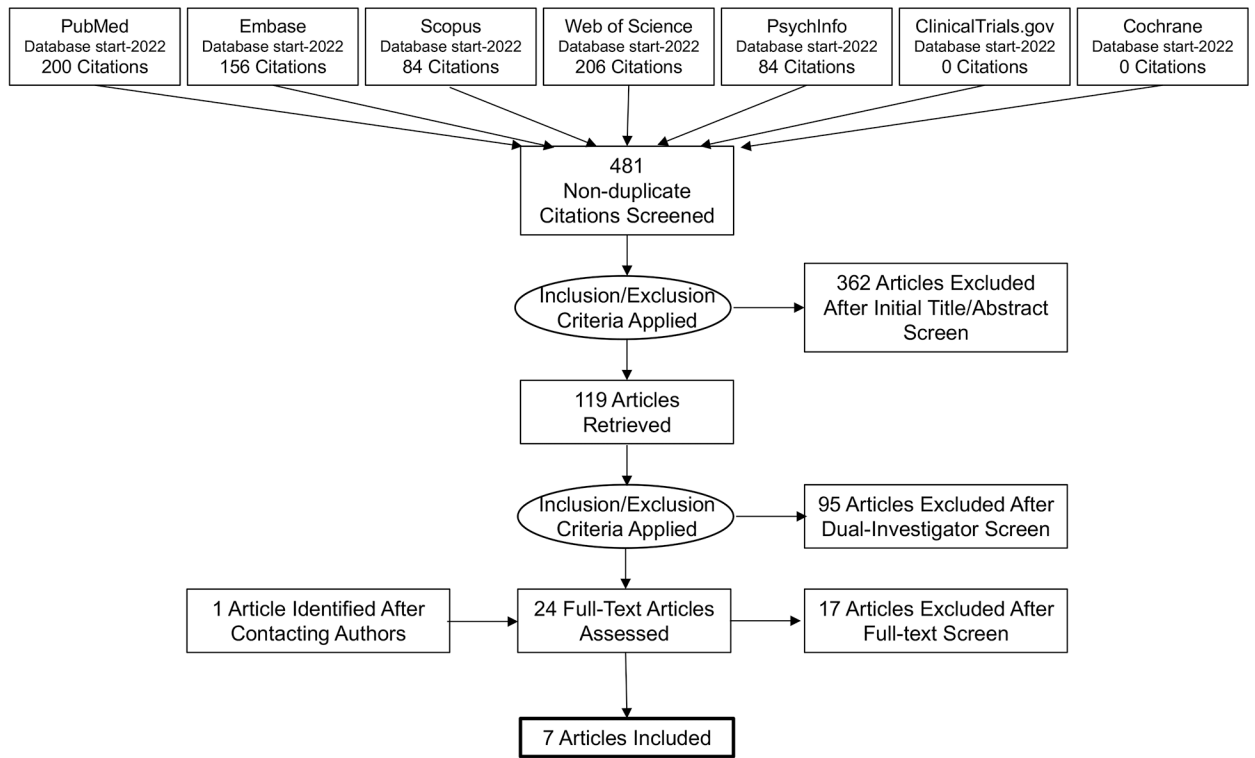 PubMed
Database start-2022
200 Citations
Embase
Database start-2022
156 Citations
Scopus
Database start-2022
84 Citations
Web of Science
Database start-2022
206 Citations
PsychInfo
Database start-2022
84 Citations
ClinicalTrials.gov
Database start-2022
0 Citations
Cochrane
Database start-2022
0 Citations
481
Non-duplicate
Citations Screened
Inclusion/Exclusion
Criteria Applied
362 Articles Excluded
After Initial Title/Abstract
Screen
119 Articles
Retrieved
Inclusion/Exclusion
Criteria Applied
95 Articles Excluded After
Dual-Investigator Screen
1 Article Identified After
Contacting Authors
24 Full-Text Articles
Assessed
17 Articles Excluded After
Full-text Screen
7 Articles Included